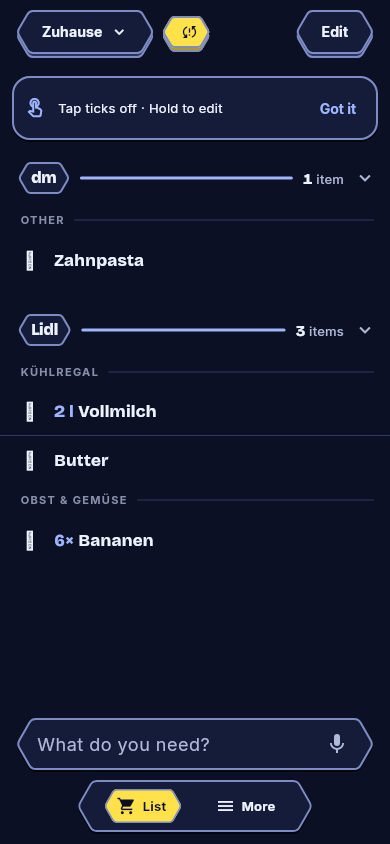 Zuhause
Edit
Tap ticks off · Hold to edit
Got it
dm
1 item
OTHER
Zahnpasta
Lidl
3 items
KÜHLREGAL
2 l Vollmilch
Butter
OBST & GEMÜSE
6× Bananen
What do you need?
List
More